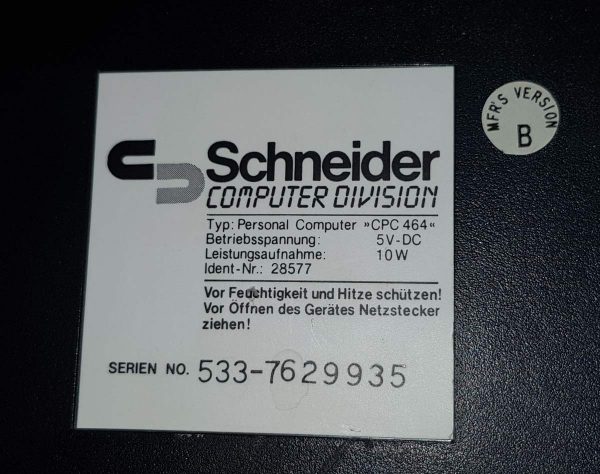 Schneider
COMPUTER DIVISION
Typ: Personal Computer »CPC 464«
Betriebsspannung: 5V-DC
Leistungsaufnahme: 10W
Ident-Nr.: 28577
Vor Feuchtigkeit und Hitze schützen!
Vor Öffnen des Gerätes Netzstecker
ziehen!
SERIEN NO. 533-7629935
MFR'S VERSION
B